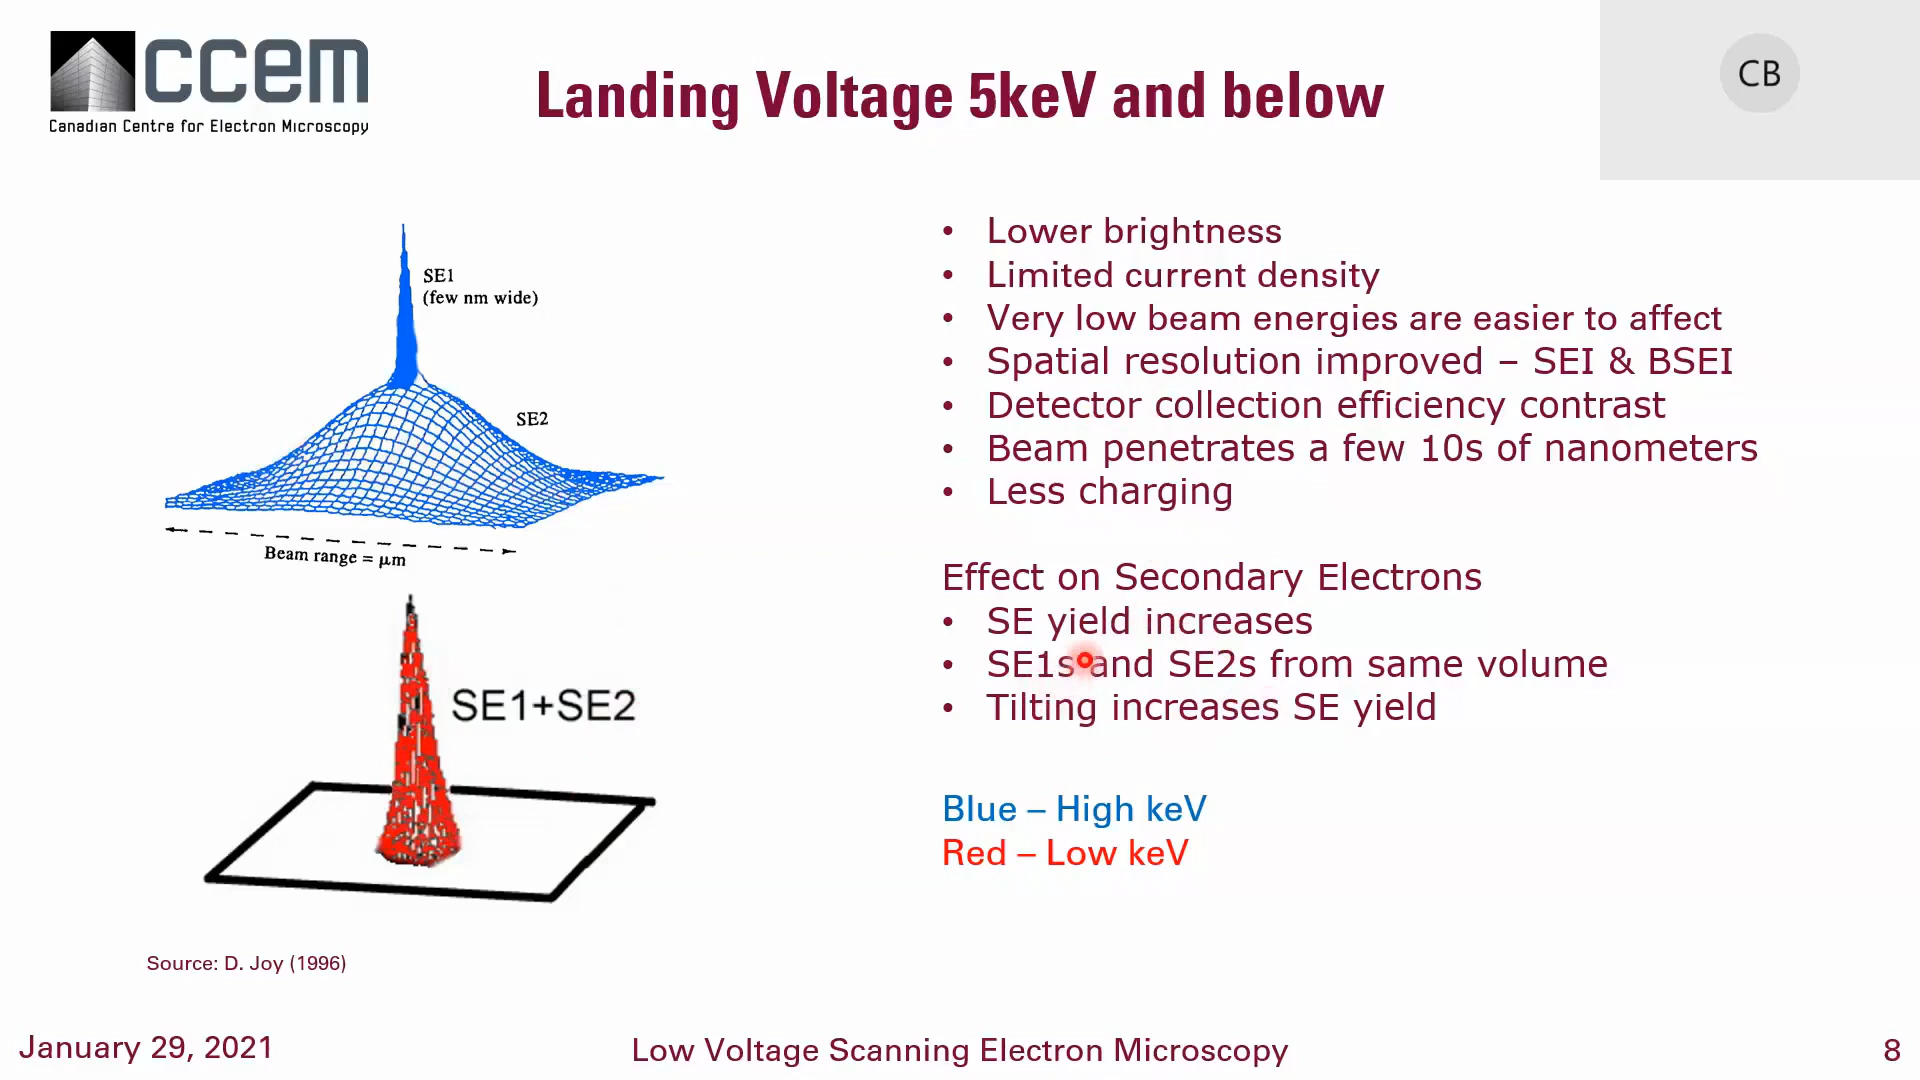 ccem
Canadian Centre for Electron Microscopy
Landing Voltage 5keV and below
CB
SE1
(few nm wide)
SE2
Beam range = μm
SE1+SE2
Source: D. Joy (1996)
• Lower brightness
• Limited current density
• Very low beam energies are easier to affect
• Spatial resolution improved – SEI & BSEI
• Detector collection efficiency contrast
• Beam penetrates a few 10s of nanometers
• Less charging
Effect on Secondary Electrons
• SE yield increases
• SE1s and SE2s from same volume
• Tilting increases SE yield
Blue – High keV
Red – Low keV
January 29, 2021
Low Voltage Scanning Electron Microscopy
8